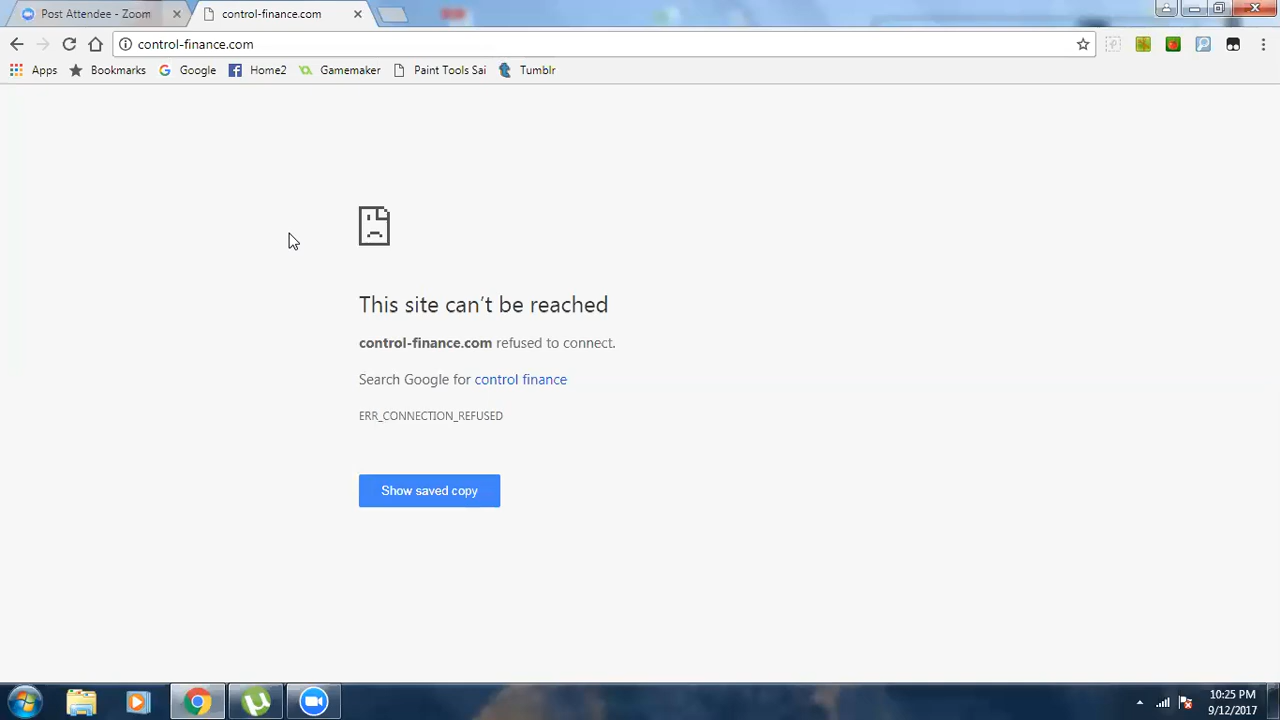 Post Attendee - Zoom
control-finance.com
control-finance.com
Apps
Bookmarks
Google
Home2
Gamemaker
Paint Tools Sai
Tumblr
This site can't be reached
control-finance.com refused to connect.
Search Google for control finance
ERR_CONNECTION_REFUSED
Show saved copy
10:25 PM
9/12/2017